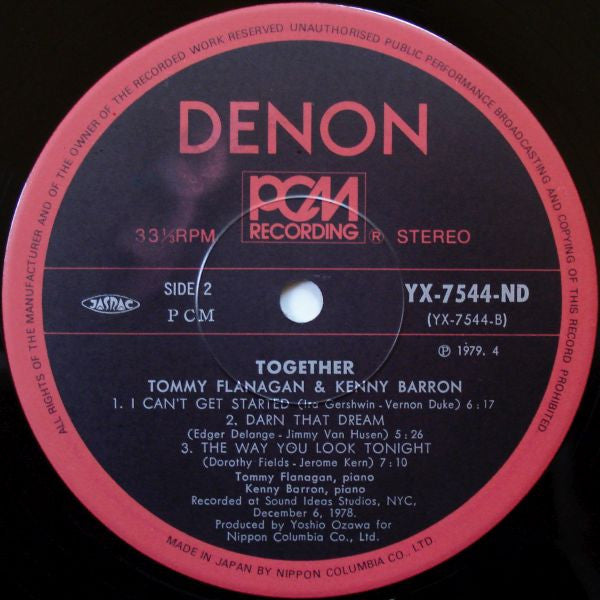 ALL RIGHTS OF THE MANUFACTURER AND OF THE OWNER OF THE RECORDED WORK RESERVED UNAUTHORISED PUBLIC PERFORMANCE BROADCASTING AND COPYING OF THIS RECORD PROHIBITED
DENON
PCM
RECORDING
33⅓RPM
Ⓡ STEREO
JASRAC
SIDE 2
PCM
YX-7544-ND
(YX-7544-B)
Ⓟ 1979. 4
TOGETHER
TOMMY FLANAGAN & KENNY BARRON
1. I CAN'T GET STARTED (Ira Gershwin - Vernon Duke) 6:17
2. DARN THAT DREAM
(Edger Delange - Jimmy Van Husen) 5:26
3. THE WAY YOU LOOK TONIGHT
(Dorothy Fields - Jerome Kern) 7:10
Tommy Flanagan, piano
Kenny Barron, piano
Recorded at Sound Ideas Studios, NYC,
December 6, 1978.
Produced by Yoshio Ozawa for
Nippon Columbia Co., Ltd.
MADE IN JAPAN BY NIPPON COLUMBIA CO., LTD.